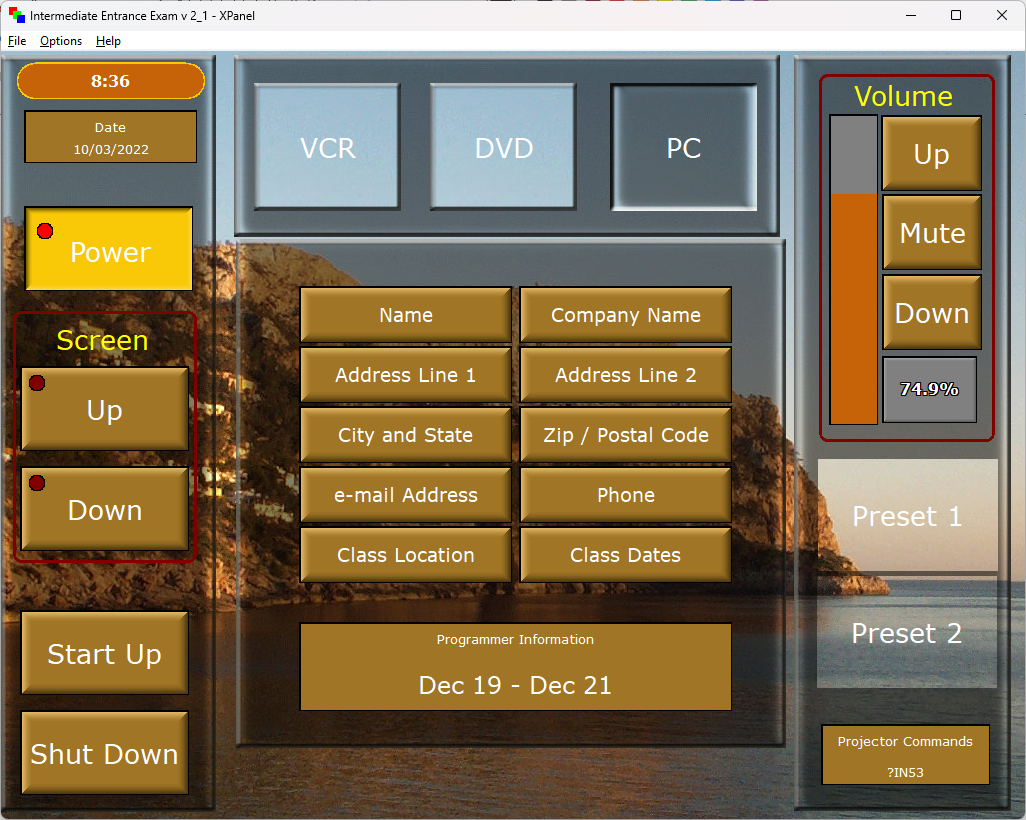 Intermediate Entrance Exam v 2_1 - XPanel
File Options Help
8:36
Date
10/03/2022
Power
Screen
Up
Down
Start Up
Shut Down
VCR DVD PC
Name Company Name
Address Line 1 Address Line 2
City and State Zip / Postal Code
e-mail Address Phone
Class Location Class Dates
Programmer Information
Dec 19 - Dec 21
Volume
Up
Mute
Down
74.9%
Preset 1
Preset 2
Projector Commands
?IN53